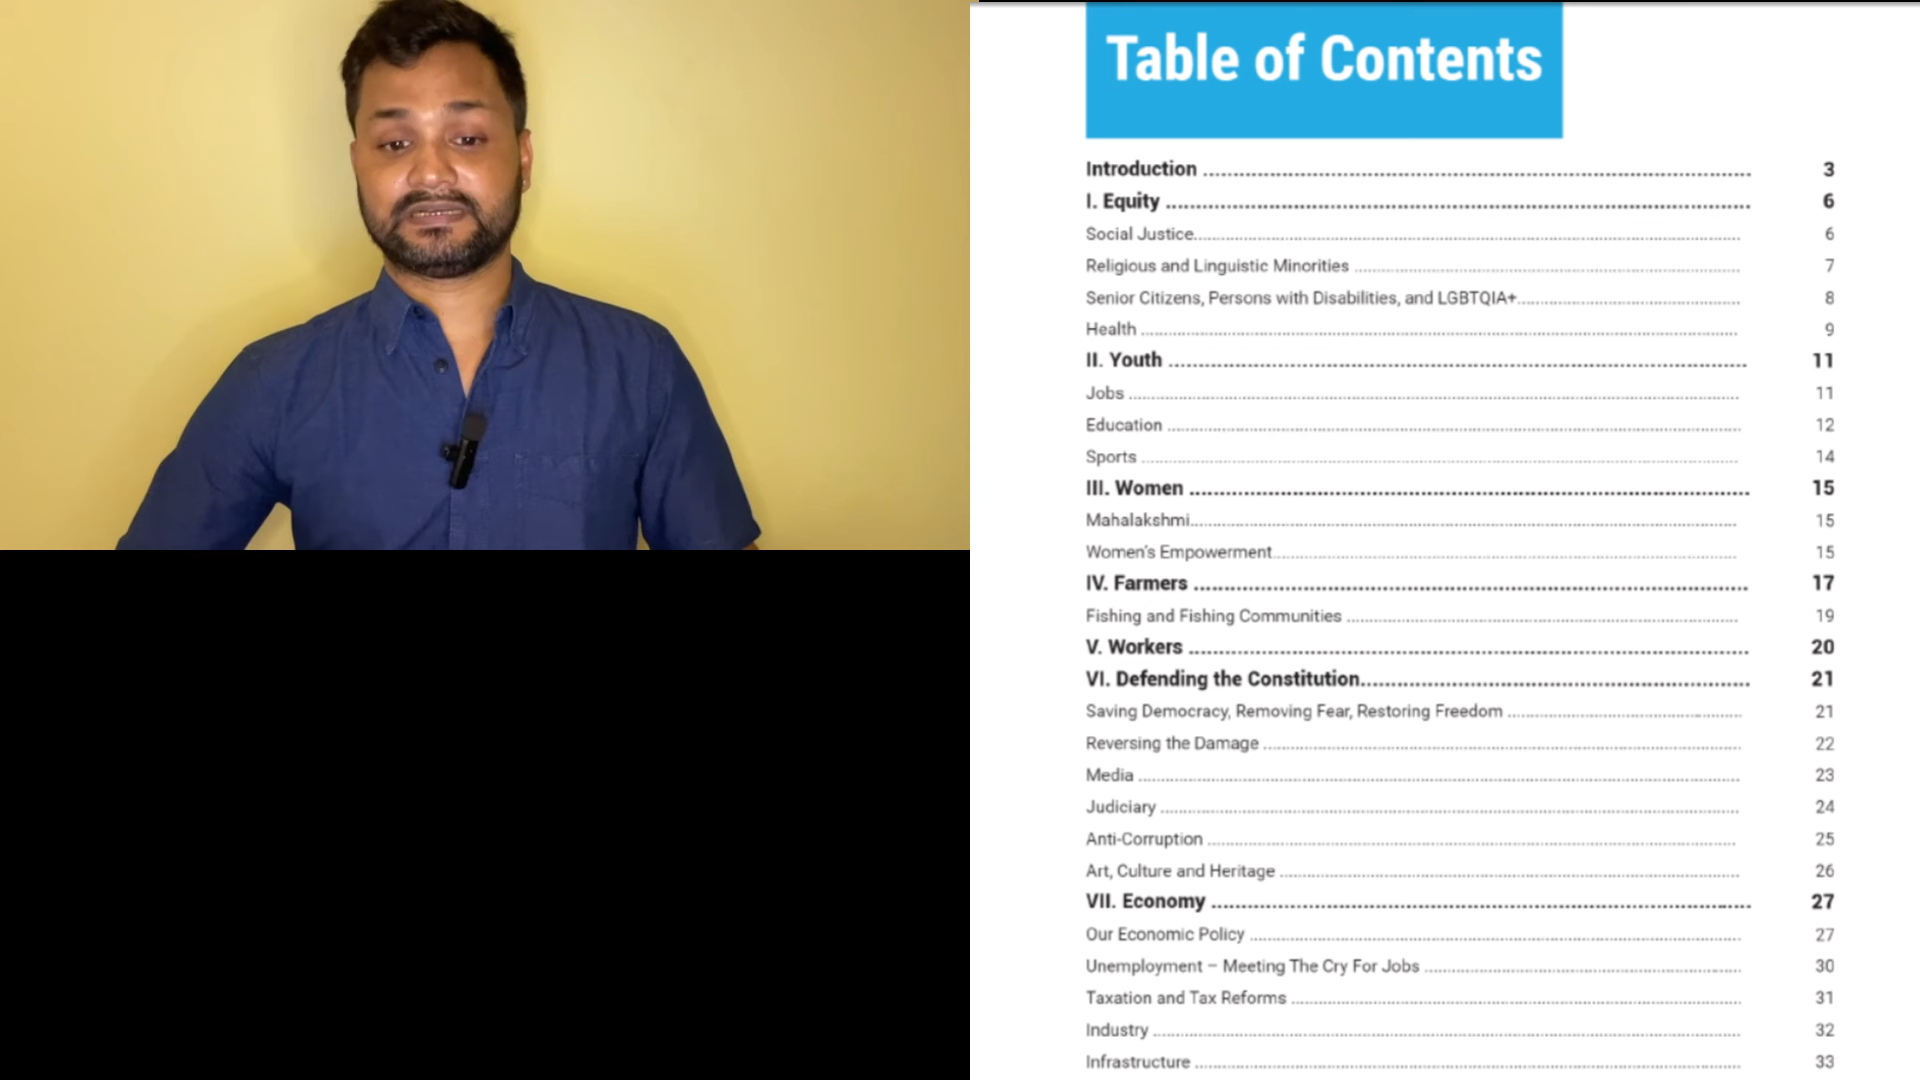 Table of Contents
Introduction ........ 3
I. Equity ........ 6
Social Justice........ 6
Religious and Linguistic Minorities ........ 7
Senior Citizens, Persons with Disabilities, and LGBTQIA+........ 8
Health ........ 9
II. Youth ........ 11
Jobs ........ 11
Education ........ 12
Sports ........ 14
III. Women ........ 15
Mahalakshmi........ 15
Women's Empowerment........ 15
IV. Farmers ........ 17
Fishing and Fishing Communities ........ 19
V. Workers ........ 20
VI. Defending the Constitution........ 21
Saving Democracy, Removing Fear, Restoring Freedom ........ 21
Reversing the Damage ........ 22
Media ........ 23
Judiciary ........ 24
Anti-Corruption ........ 25
Art, Culture and Heritage ........ 26
VII. Economy ........ 27
Our Economic Policy ........ 27
Unemployment – Meeting The Cry For Jobs ........ 30
Taxation and Tax Reforms ........ 31
Industry ........ 32
Infrastructure ........ 33